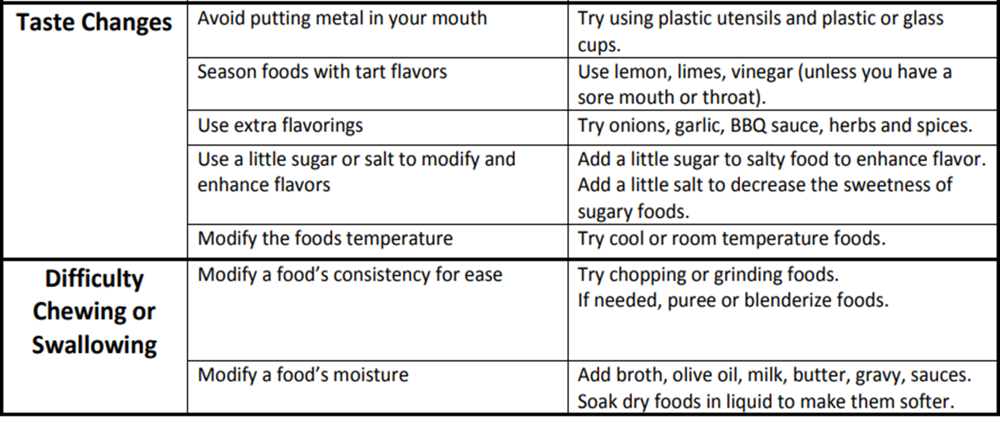 Taste Changes
Avoid putting metal in your mouth
Try using plastic utensils and plastic or glass
cups.
Season foods with tart flavors
Use lemon, limes, vinegar (unless you have a
sore mouth or throat).
Use extra flavorings
Try onions, garlic, BBQ sauce, herbs and spices.
Use a little sugar or salt to modify and
enhance flavors
Add a little sugar to salty food to enhance flavor.
Add a little salt to decrease the sweetness of
sugary foods.
Modify the foods temperature
Try cool or room temperature foods.
Difficulty
Chewing or
Swallowing
Modify a food’s consistency for ease
Try chopping or grinding foods.
If needed, puree or blenderize foods.
Modify a food’s moisture
Add broth, olive oil, milk, butter, gravy, sauces.
Soak dry foods in liquid to make them softer.